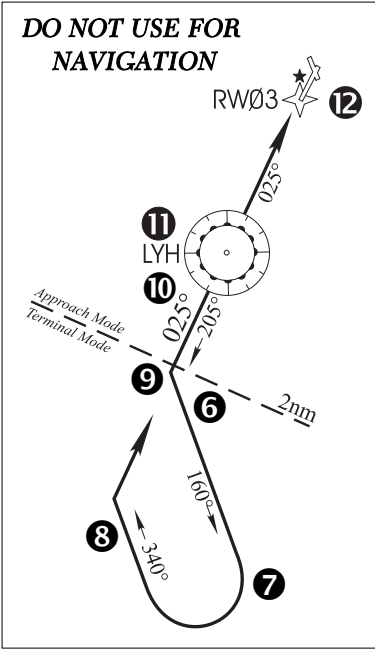 DO NOT USE FOR
NAVIGATION
RWØ3
12
025°
11
LYH
10
025°
205°
Approach Mode
Terminal Mode
9
6
2nm
160°
8
340°
7